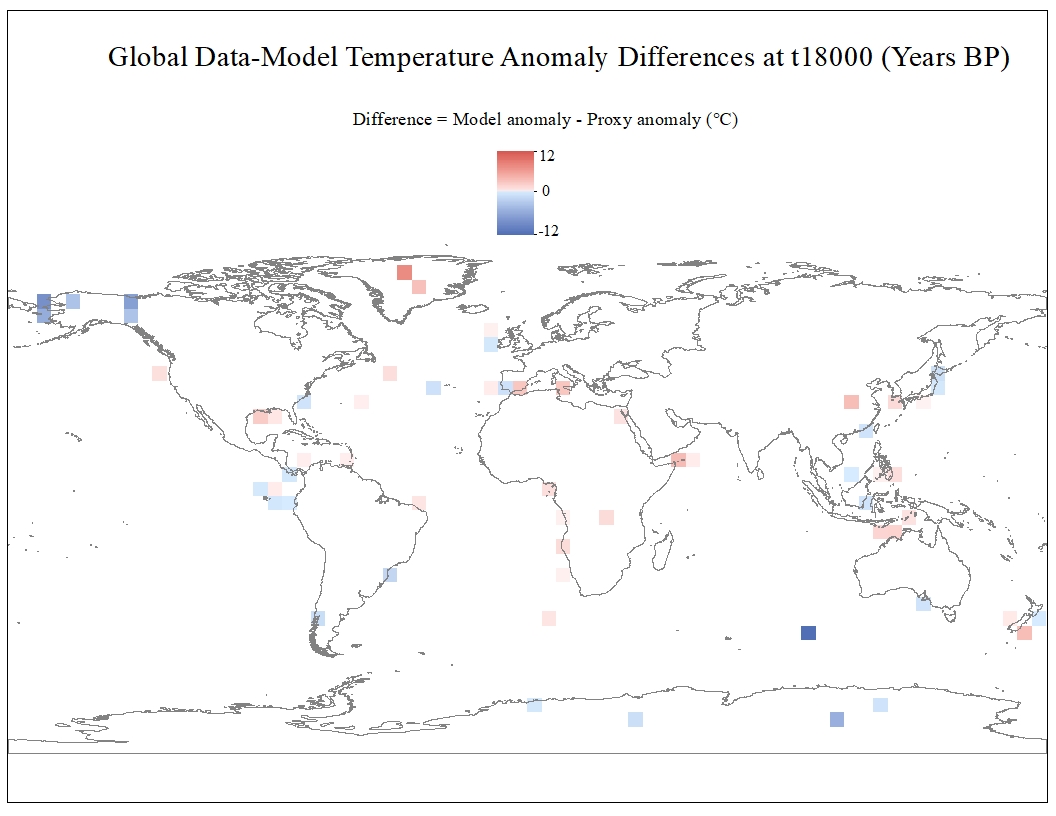 Global Data-Model Temperature Anomaly Differences at t18000 (Years BP)
Difference = Model anomaly - Proxy anomaly (°C)
12
0
-12